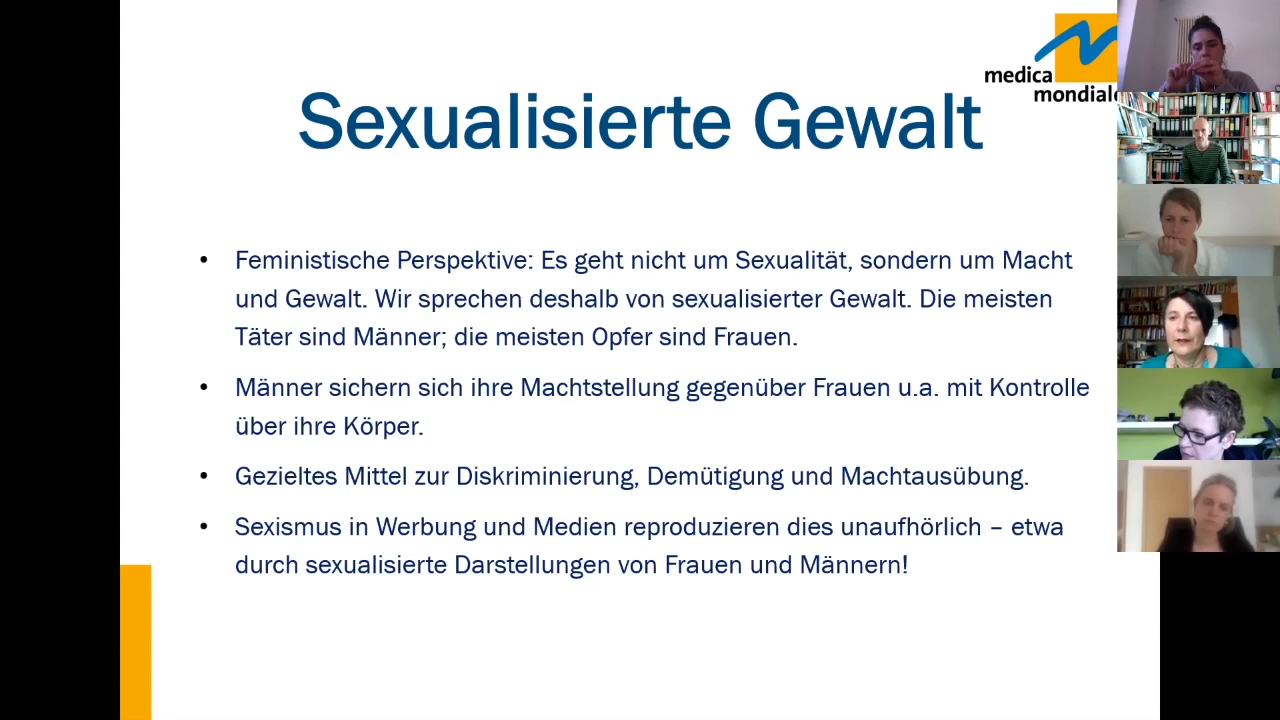 medica
mondiale
Sexualisierte Gewalt
• Feministische Perspektive: Es geht nicht um Sexualität, sondern um Macht
und Gewalt. Wir sprechen deshalb von sexualisierter Gewalt. Die meisten
Täter sind Männer; die meisten Opfer sind Frauen.
• Männer sichern sich ihre Machtstellung gegenüber Frauen u.a. mit Kontrolle
über ihre Körper.
• Gezieltes Mittel zur Diskriminierung, Demütigung und Machtausübung.
• Sexismus in Werbung und Medien reproduzieren dies unaufhörlich – etwa
durch sexualisierte Darstellungen von Frauen und Männern!